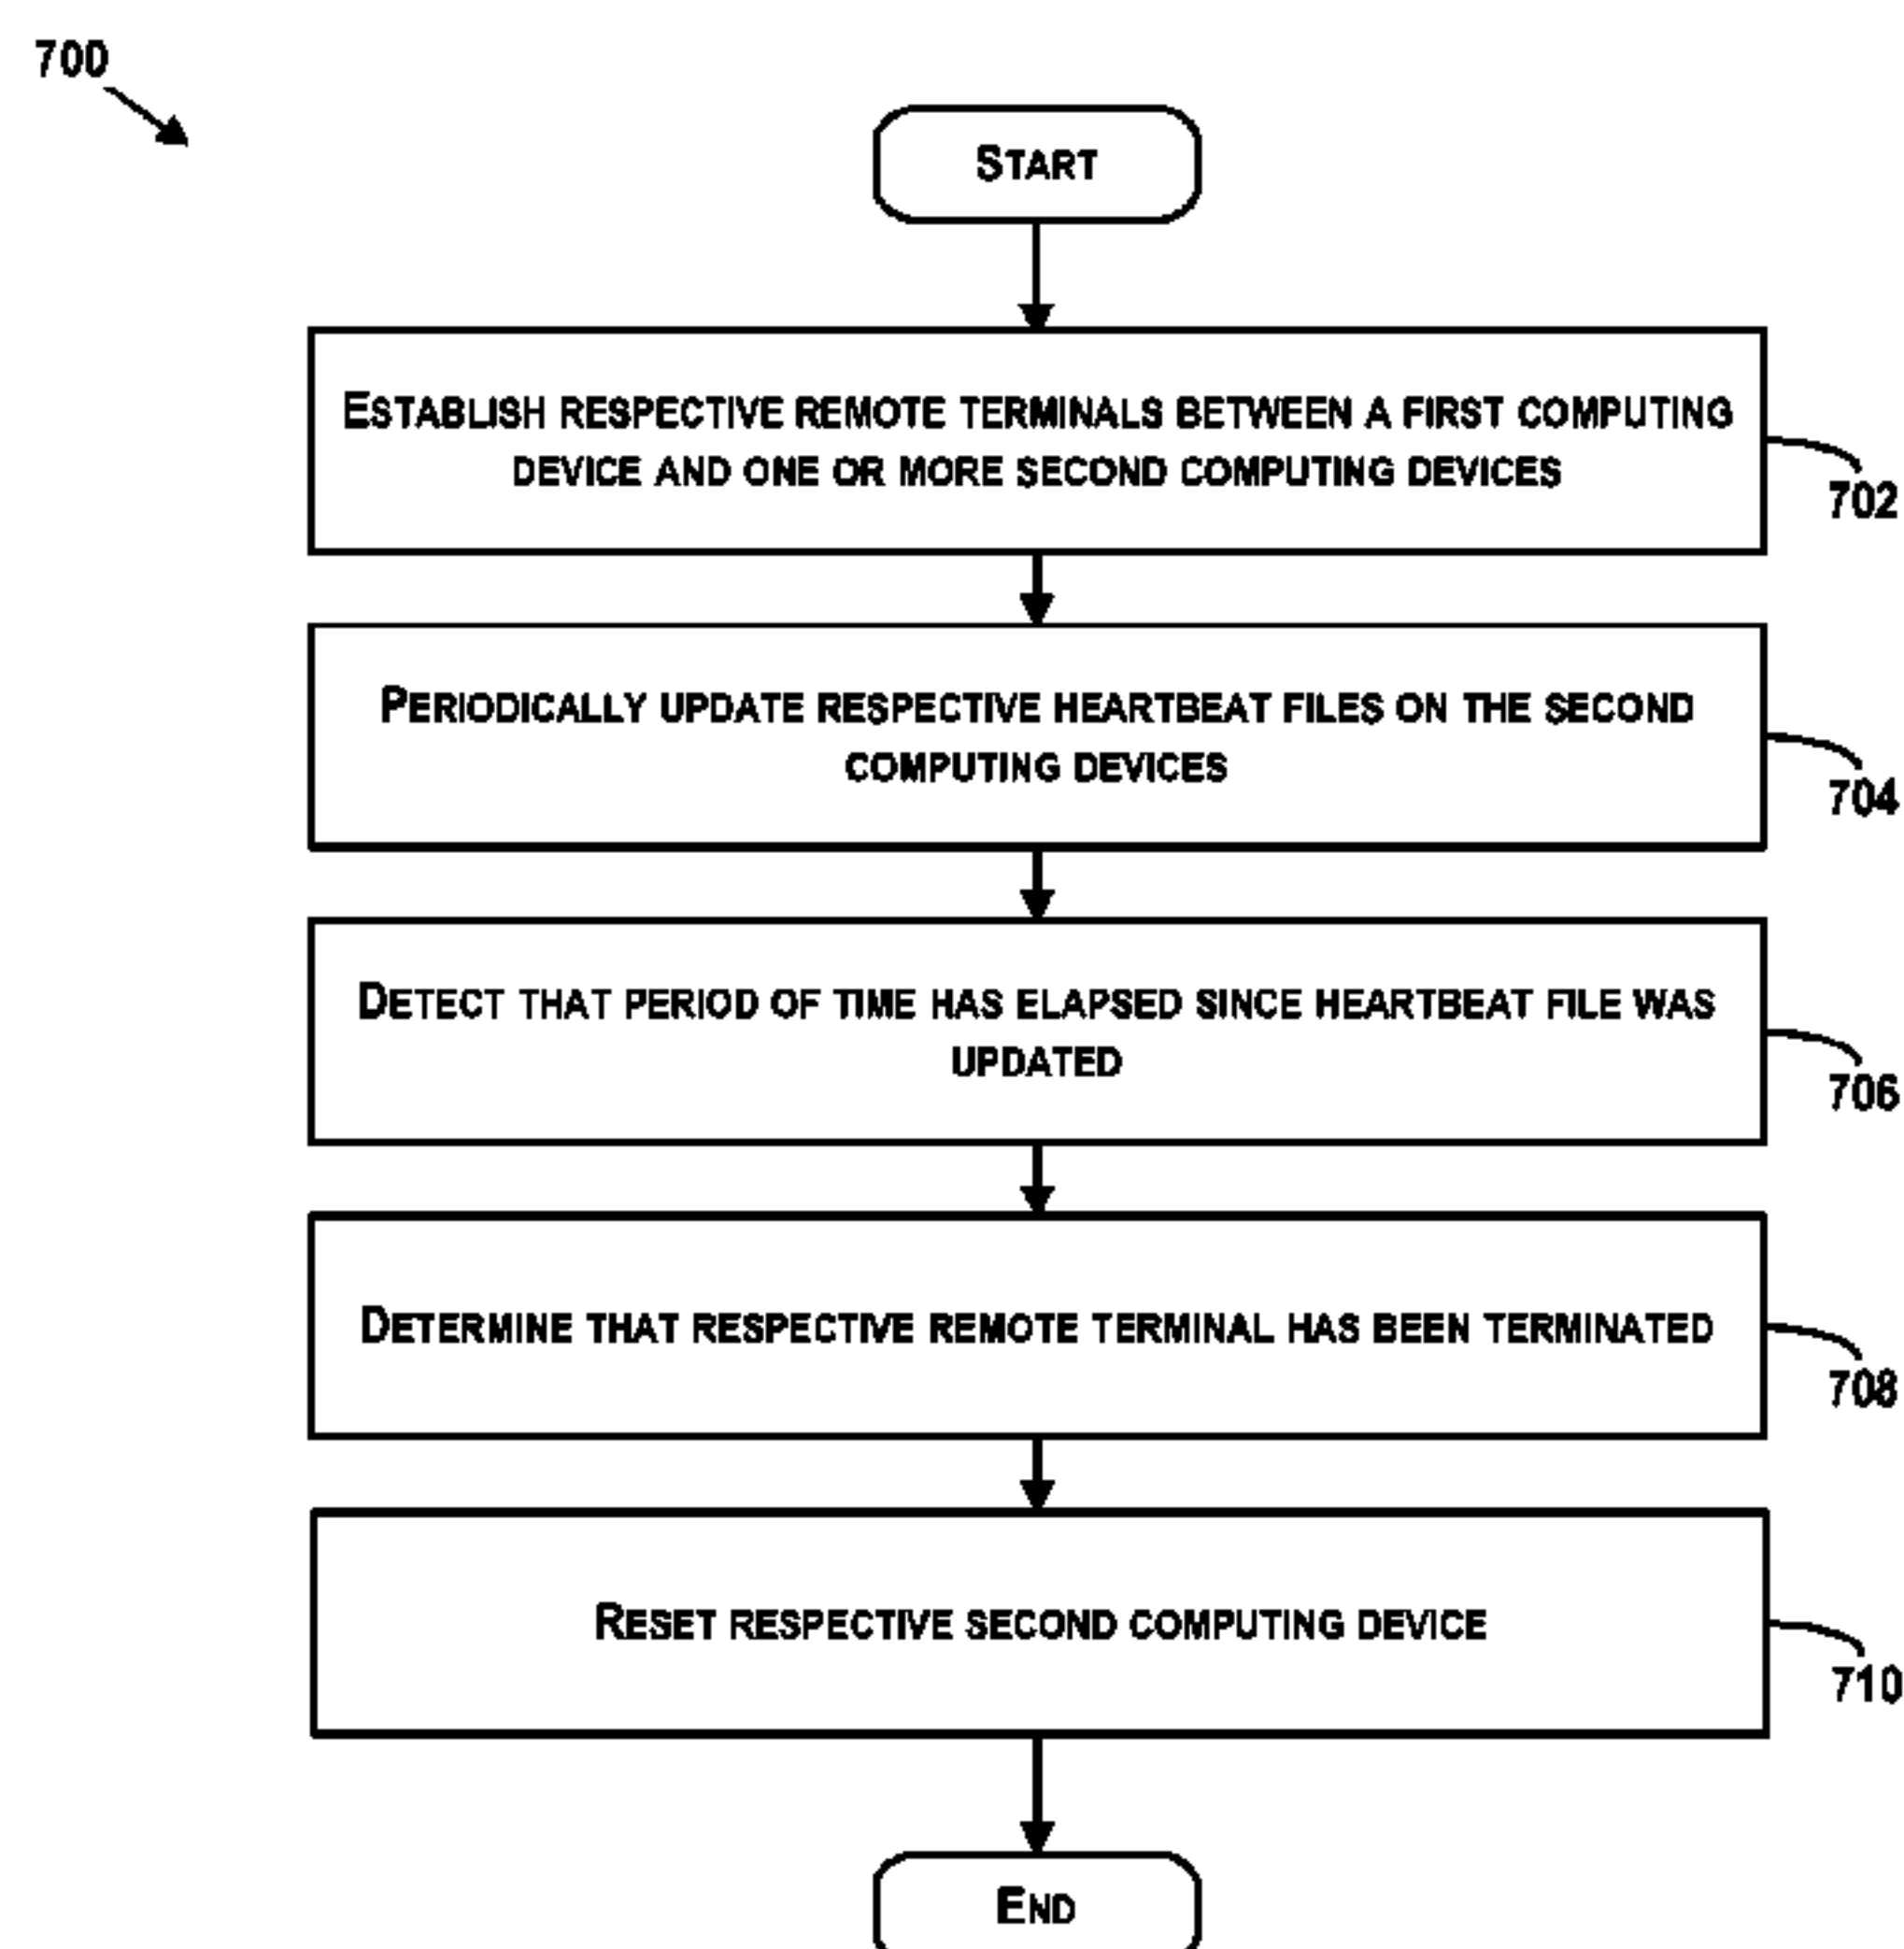 700
START
ESTABLISH RESPECTIVE REMOTE TERMINALS BETWEEN A FIRST COMPUTING
DEVICE AND ONE OR MORE SECOND COMPUTING DEVICES
702
PERIODICALLY UPDATE RESPECTIVE HEARTBEAT FILES ON THE SECOND
COMPUTING DEVICES
704
DETECT THAT PERIOD OF TIME HAS ELAPSED SINCE HEARTBEAT FILE WAS
UPDATED
706
DETERMINE THAT RESPECTIVE REMOTE TERMINAL HAS BEEN TERMINATED
708
RESET RESPECTIVE SECOND COMPUTING DEVICE
710
END